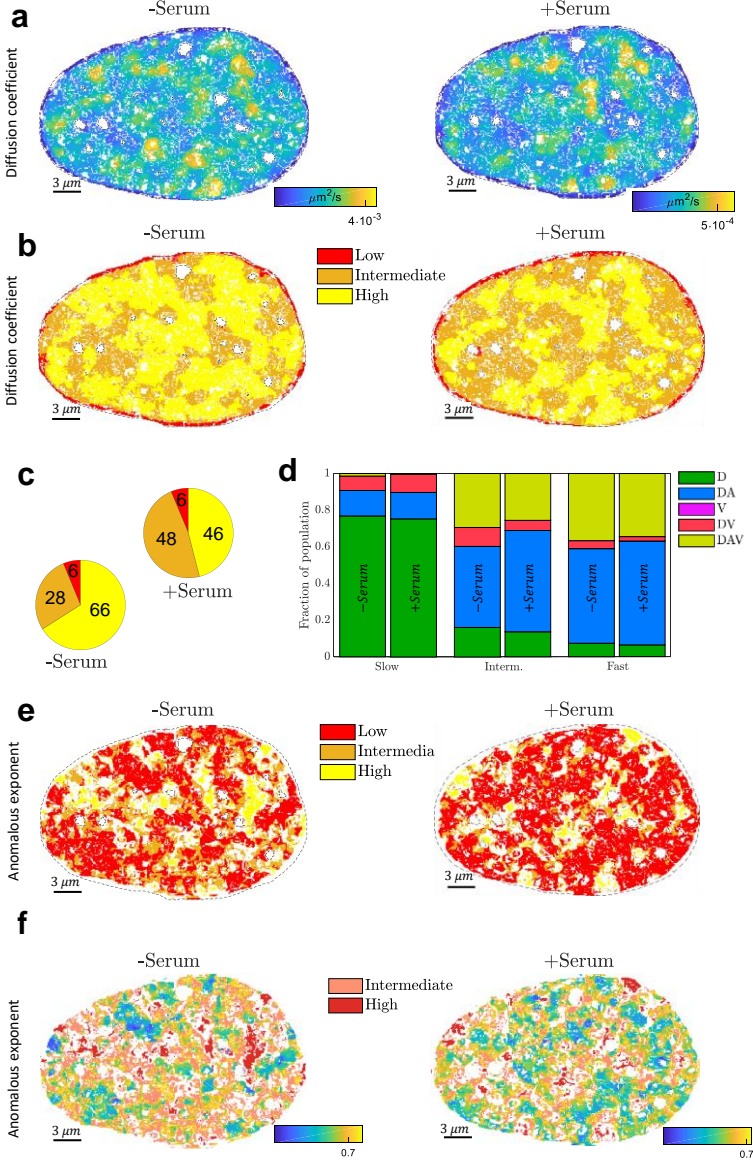 a
-Serum
+Serum
Diffusion coefficient
3 μm
μm²/s
4·10⁻³
3 μm
μm²/s
5·10⁻⁴
b
-Serum
+Serum
Diffusion coefficient
Low
Intermediate
High
3 μm
3 μm
c
6
48
46
+Serum
6
28
66
-Serum
d
Fraction of population
1
0.8
0.6
0.4
0.2
0
-Serum
+Serum
-Serum
+Serum
-Serum
+Serum
Slow
Interm.
Fast
D
DA
V
DV
DAV
e
-Serum
+Serum
Anomalous exponent
Low
Intermedia
High
3 μm
3 μm
f
-Serum
+Serum
Anomalous exponent
Intermediate
High
3 μm
0.7
3 μm
0.7